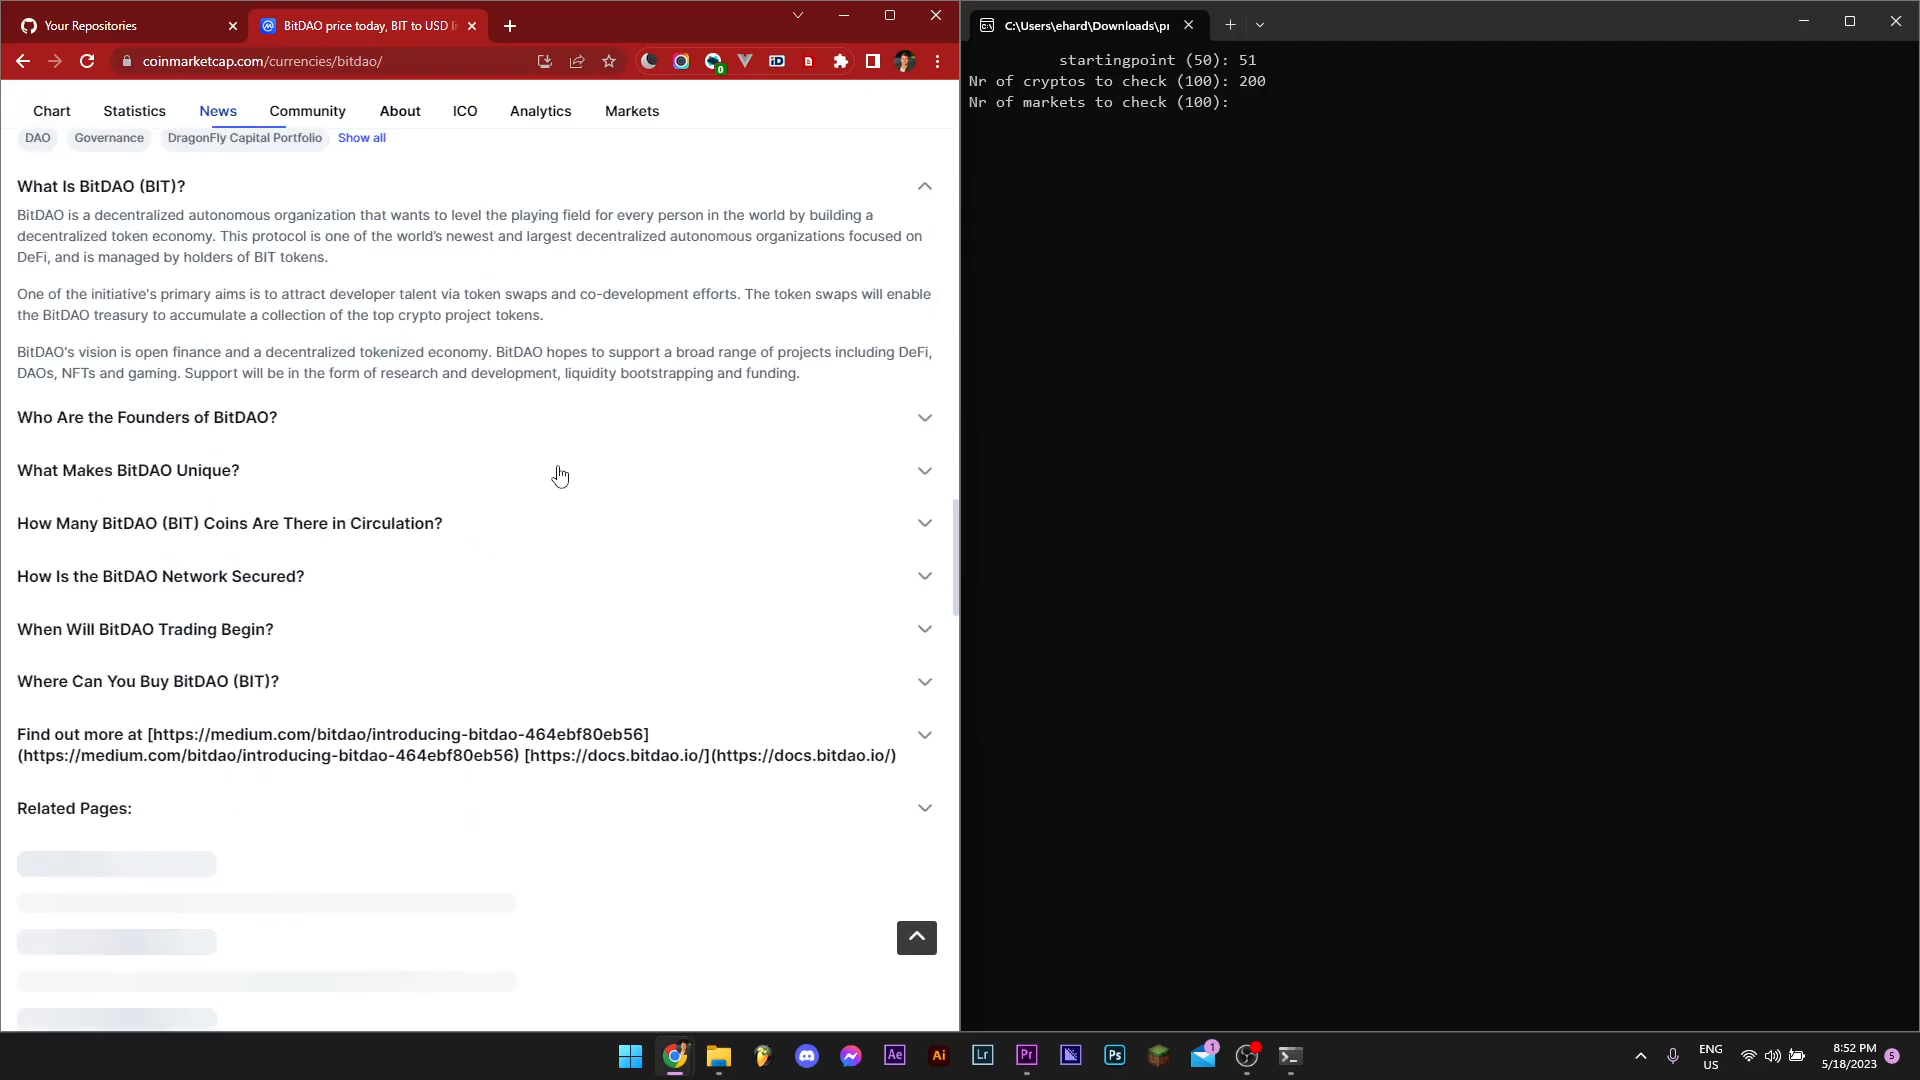 Your Repositories
BitDAO price today, BIT to USD li
coinmarketcap.com/currencies/bitdao/
0
Chart Statistics News Community About ICO Analytics Markets
DAO Governance DragonFly Capital Portfolio Show all
What Is BitDAO (BIT)?
BitDAO is a decentralized autonomous organization that wants to level the playing field for every person in the world by building a
decentralized token economy. This protocol is one of the world's newest and largest decentralized autonomous organizations focused on
DeFi, and is managed by holders of BIT tokens.
One of the initiative's primary aims is to attract developer talent via token swaps and co-development efforts. The token swaps will enable
the BitDAO treasury to accumulate a collection of the top crypto project tokens.
BitDAO's vision is open finance and a decentralized tokenized economy. BitDAO hopes to support a broad range of projects including DeFi,
DAOs, NFTs and gaming. Support will be in the form of research and development, liquidity bootstrapping and funding.
Who Are the Founders of BitDAO?
What Makes BitDAO Unique?
How Many BitDAO (BIT) Coins Are There in Circulation?
How Is the BitDAO Network Secured?
When Will BitDAO Trading Begin?
Where Can You Buy BitDAO (BIT)?
Find out more at [https://medium.com/bitdao/introducing-bitdao-464ebf80eb56]
(https://medium.com/bitdao/introducing-bitdao-464ebf80eb56) [https://docs.bitdao.io/](https://docs.bitdao.io/)
Related Pages:
C:\Users\ehard\Downloads\pr
startingpoint (50): 51
Nr of cryptos to check (100): 200
Nr of markets to check (100):
Ae Ai Lr Pr Ps 1
ENG
US
8:52 PM
5/18/2023
5